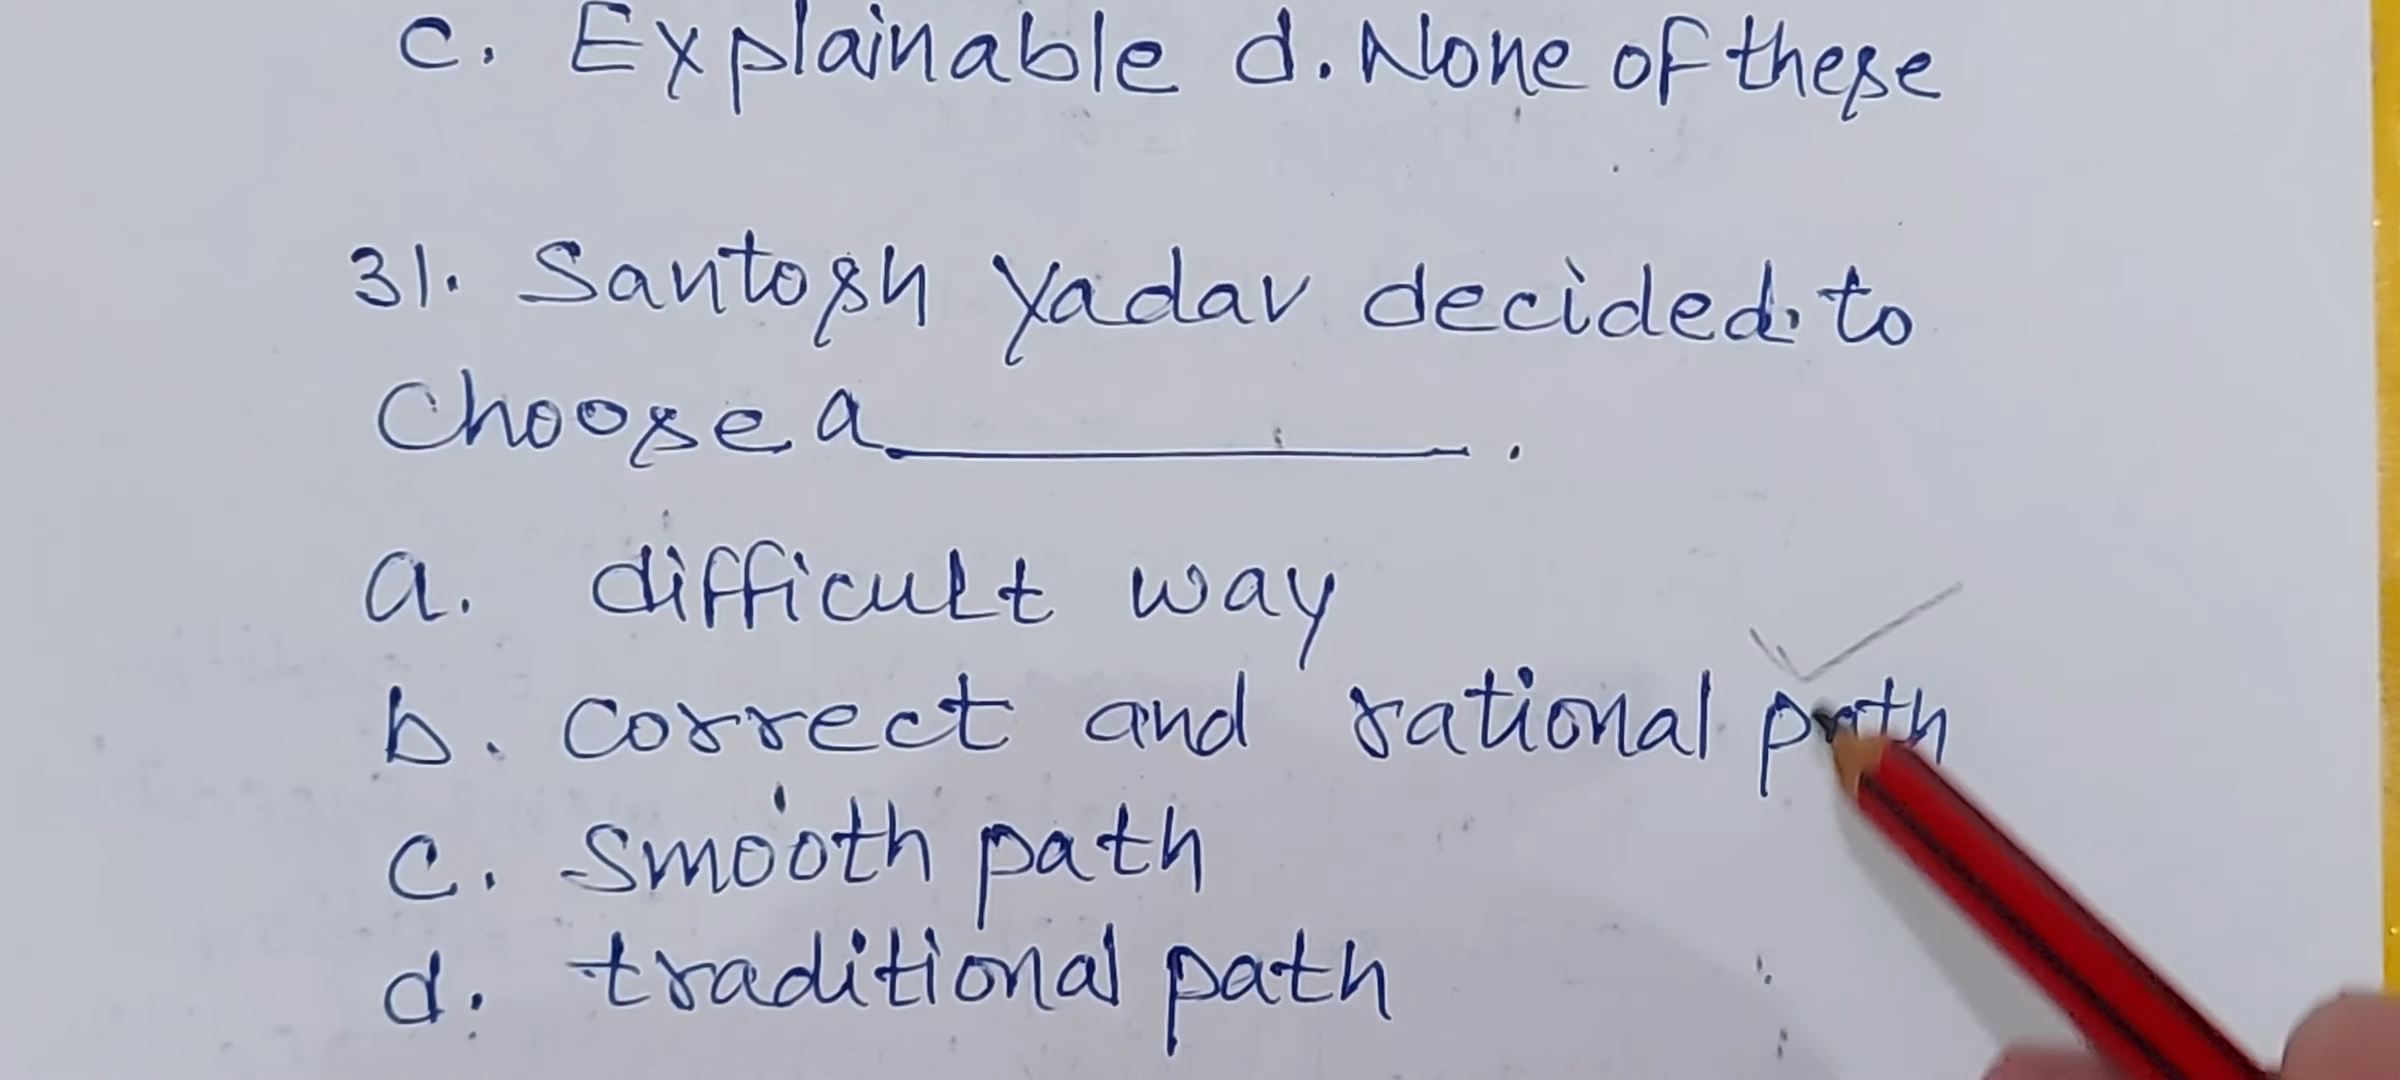 c. Explainable d. None of these
31. Santosh Yadav decided to
choose a __________.
a. difficult way
b. correct and rational path
c. smooth path
d. traditional path